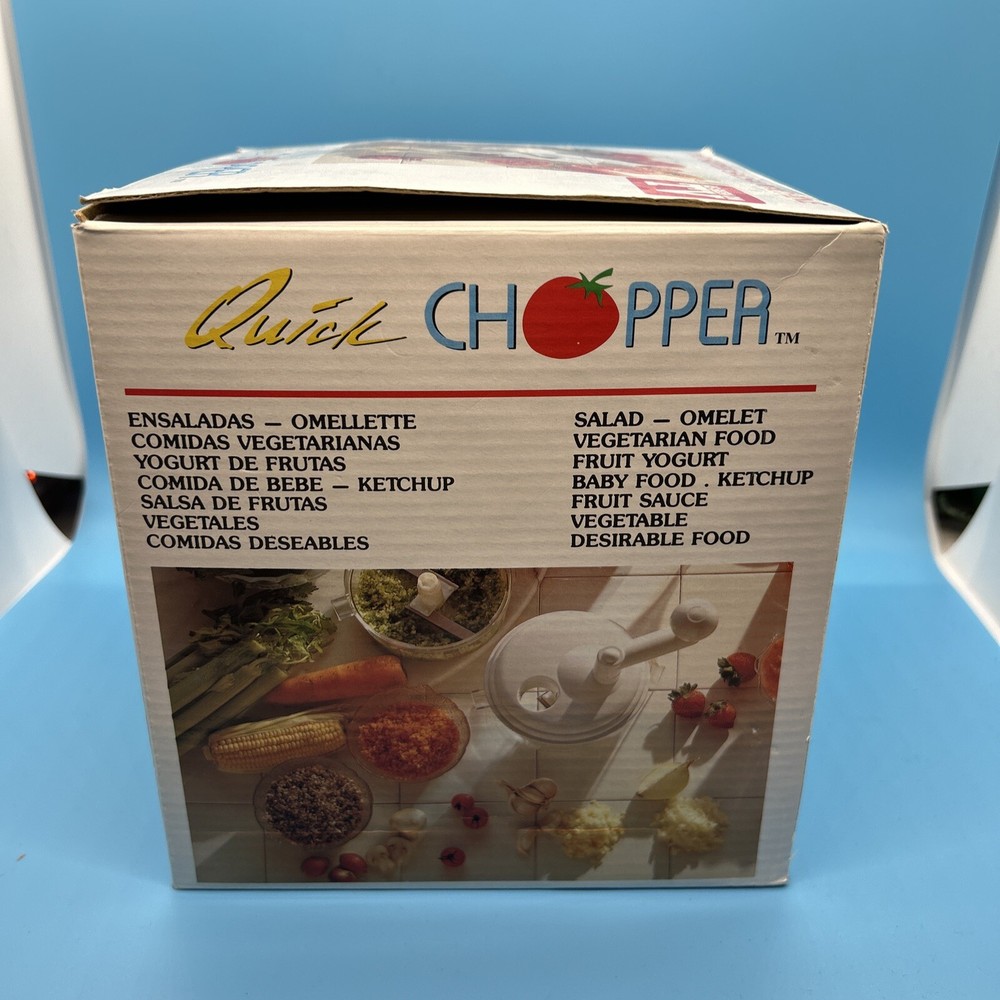 Quick CHOPPER™
ENSALADAS — OMELLETTE
COMIDAS VEGETARIANAS
YOGURT DE FRUTAS
COMIDA DE BEBE — KETCHUP
SALSA DE FRUTAS
VEGETALES
COMIDAS DESEABLES
SALAD — OMELET
VEGETARIAN FOOD
FRUIT YOGURT
BABY FOOD . KETCHUP
FRUIT SAUCE
VEGETABLE
DESIRABLE FOOD